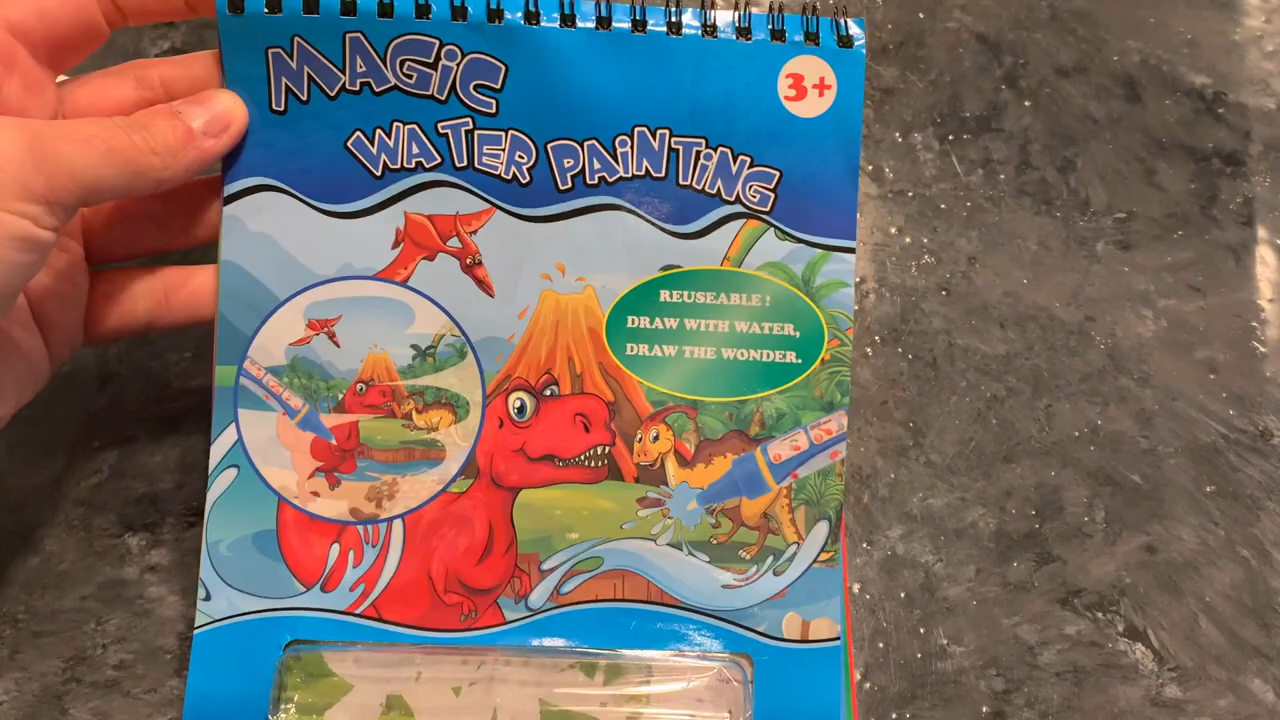 MAGiC
3+
WATER PAiNTiNG
REUSEABLE !
DRAW WITH WATER,
DRAW THE WONDER.